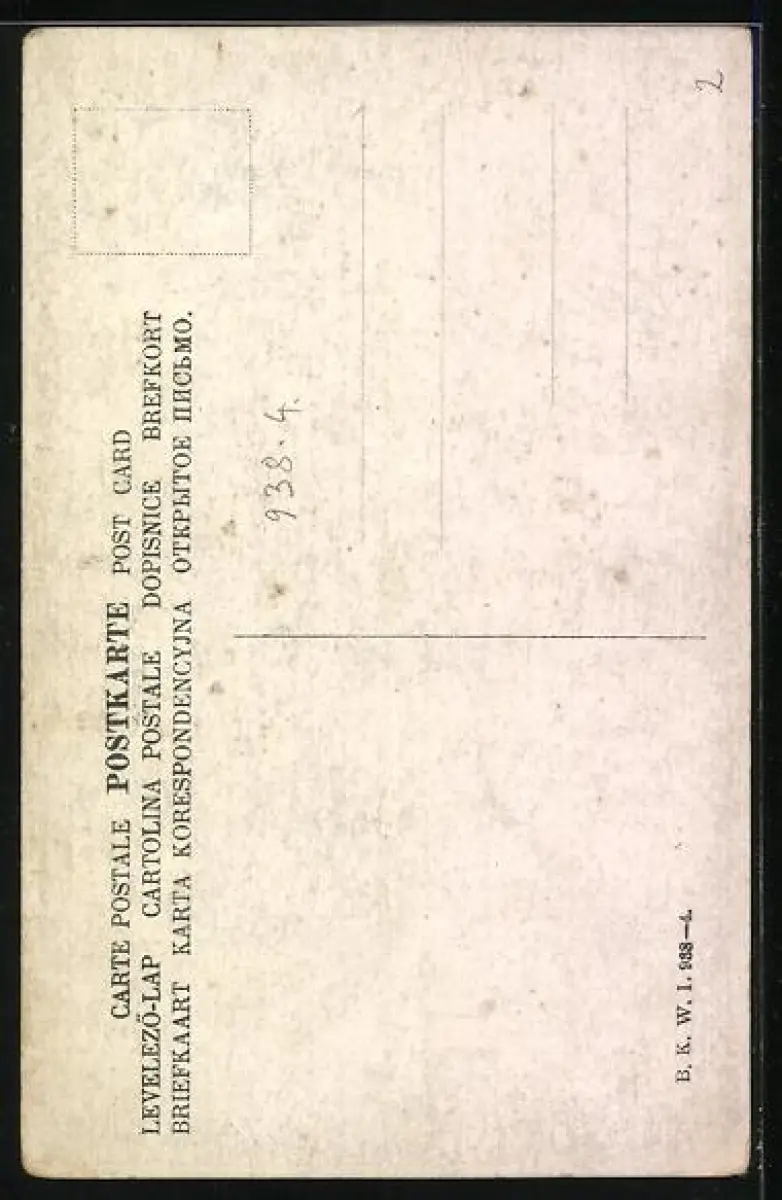 CARTE POSTALE POSTKARTE POST CARD
LEVELEZŐ-LAP CARTOLINA POSTALE DOPISNICE BREFKORT
BRIEFKAART KARTA KORESPONDENCYJNA ОТКРЫТОЕ ПИСЬМО.
938.4.
2
B. K. W. I. 938—4.